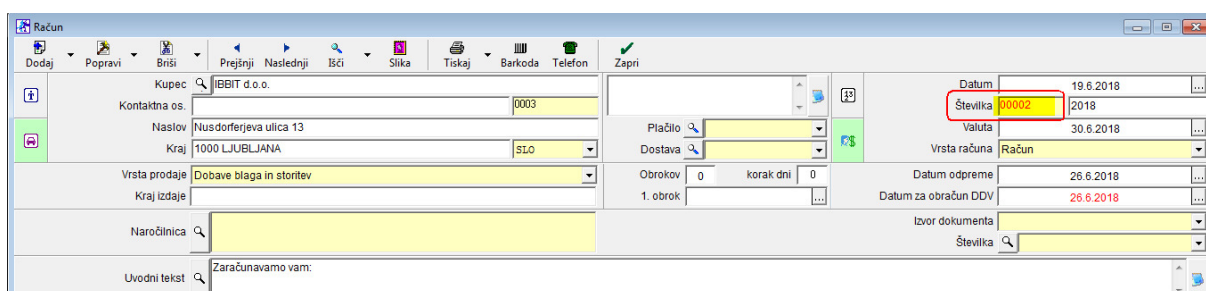 Račun
Dodaj Popravi Briši Prejšnji Naslednji Išči Slika Tiskaj Barkoda Telefon Zapri
Kupec IBBIT d.o.o. Datum 19.6.2018 ...
Kontaktna os. 0003 Številka 00002 2018
Naslov Nusdorferjeva ulica 13 Plačilo Valuta 30.6.2018 ...
Kraj 1000 LJUBLJANA SLO Dostava Vrsta računa Račun
Vrsta prodaje Dobave blaga in storitev Obrokov 0 korak dni 0 Datum odpreme 26.6.2018 ...
Kraj izdaje 1. obrok ... Datum za obračun DDV 26.6.2018 ...
Izvor dokumenta
Naročilnica
Številka
Uvodni tekst Zaračunavamo vam: